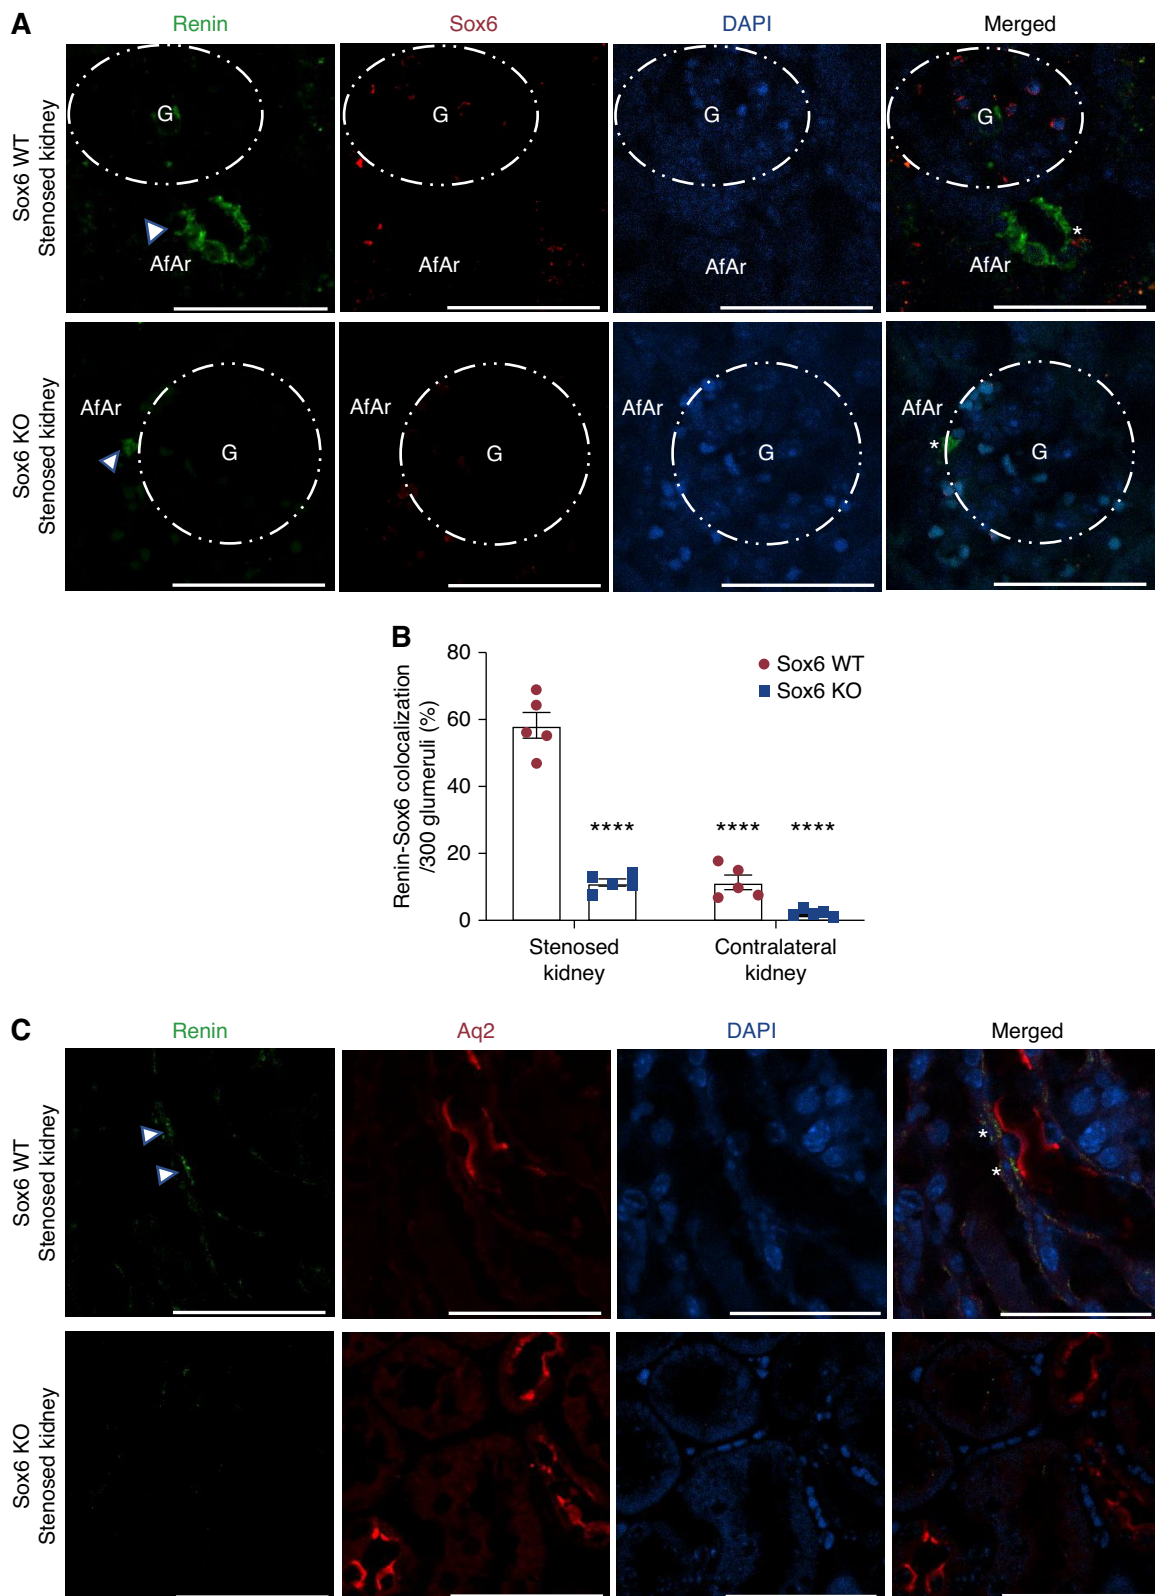 A
Renin
Sox6
DAPI
Merged
Sox6 WT
Stenosed kidney
G
G
G
G
AfAr
AfAr
AfAr
AfAr
*
Sox6 KO
Stenosed kidney
AfAr
AfAr
AfAr
AfAr
G
G
G
G
*
B
Renin-Sox6 colocalization
/300 glumeruli (%)
80
60
40
20
0
Sox6 WT
Sox6 KO
****
****
****
Stenosed
kidney
Contralateral
kidney
C
Renin
Aq2
DAPI
Merged
Sox6 WT
Stenosed kidney
*
*
Sox6 KO
Stenosed kidney